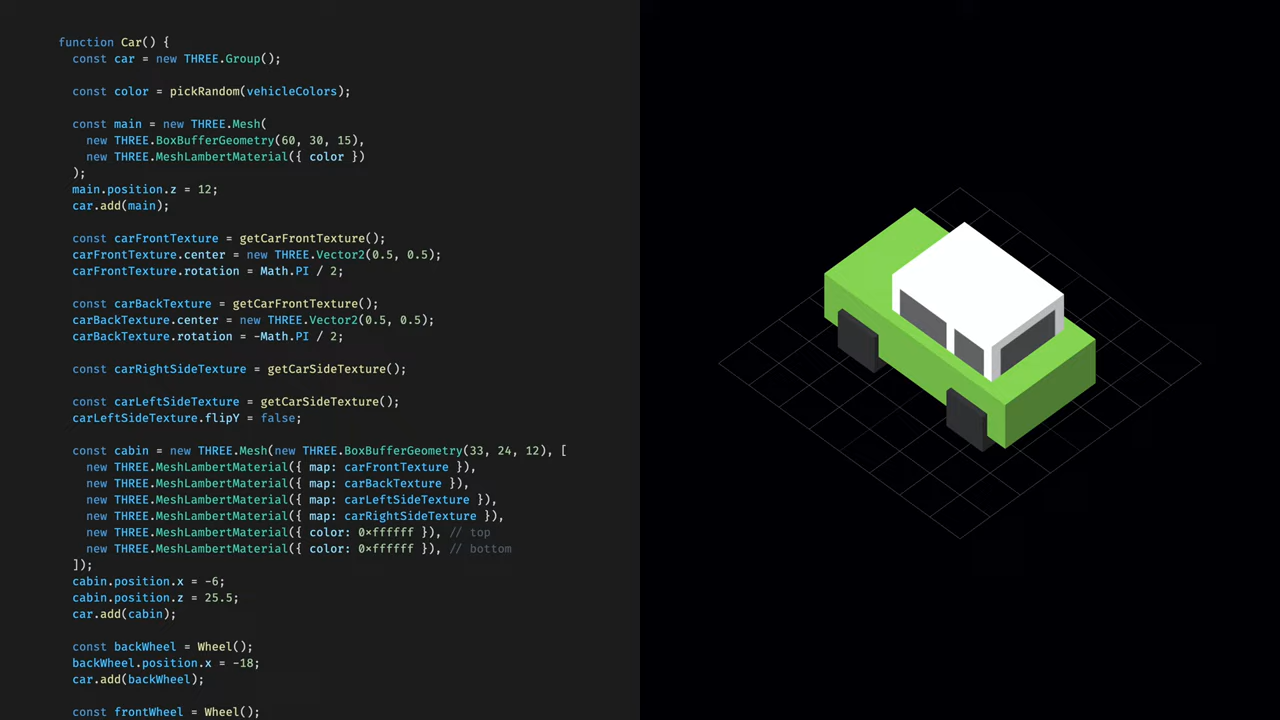 function Car() {
  const car = new THREE.Group();

  const color = pickRandom(vehicleColors);

  const main = new THREE.Mesh(
    new THREE.BoxBufferGeometry(60, 30, 15),
    new THREE.MeshLambertMaterial({ color })
  );
  main.position.z = 12;
  car.add(main);

  const carFrontTexture = getCarFrontTexture();
  carFrontTexture.center = new THREE.Vector2(0.5, 0.5);
  carFrontTexture.rotation = Math.PI / 2;

  const carBackTexture = getCarFrontTexture();
  carBackTexture.center = new THREE.Vector2(0.5, 0.5);
  carBackTexture.rotation = -Math.PI / 2;

  const carRightSideTexture = getCarSideTexture();

  const carLeftSideTexture = getCarSideTexture();
  carLeftSideTexture.flipY = false;

  const cabin = new THREE.Mesh(new THREE.BoxBufferGeometry(33, 24, 12), [
    new THREE.MeshLambertMaterial({ map: carFrontTexture }),
    new THREE.MeshLambertMaterial({ map: carBackTexture }),
    new THREE.MeshLambertMaterial({ map: carLeftSideTexture }),
    new THREE.MeshLambertMaterial({ map: carRightSideTexture }),
    new THREE.MeshLambertMaterial({ color: 0xffffff }), // top
    new THREE.MeshLambertMaterial({ color: 0xffffff }), // bottom
  ]);
  cabin.position.x = -6;
  cabin.position.z = 25.5;
  car.add(cabin);

  const backWheel = Wheel();
  backWheel.position.x = -18;
  car.add(backWheel);

  const frontWheel = Wheel();